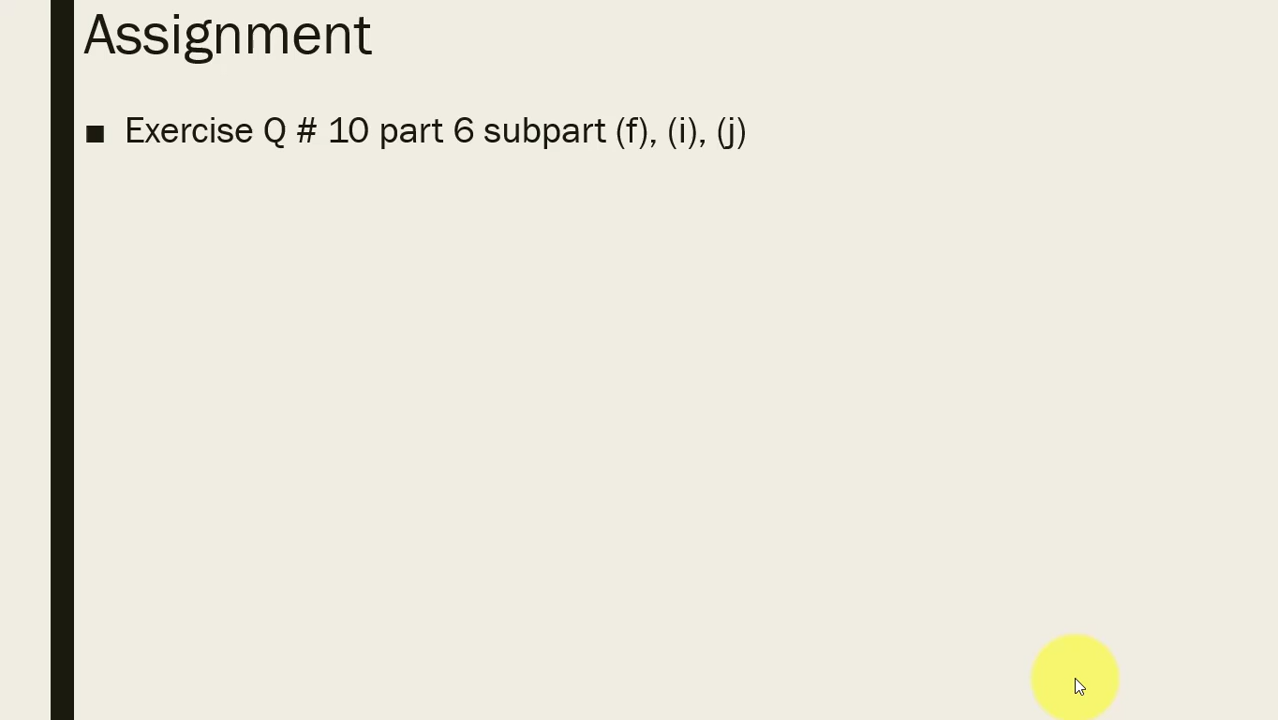 Assignment
■ Exercise Q # 10 part 6 subpart (f), (i), (j)